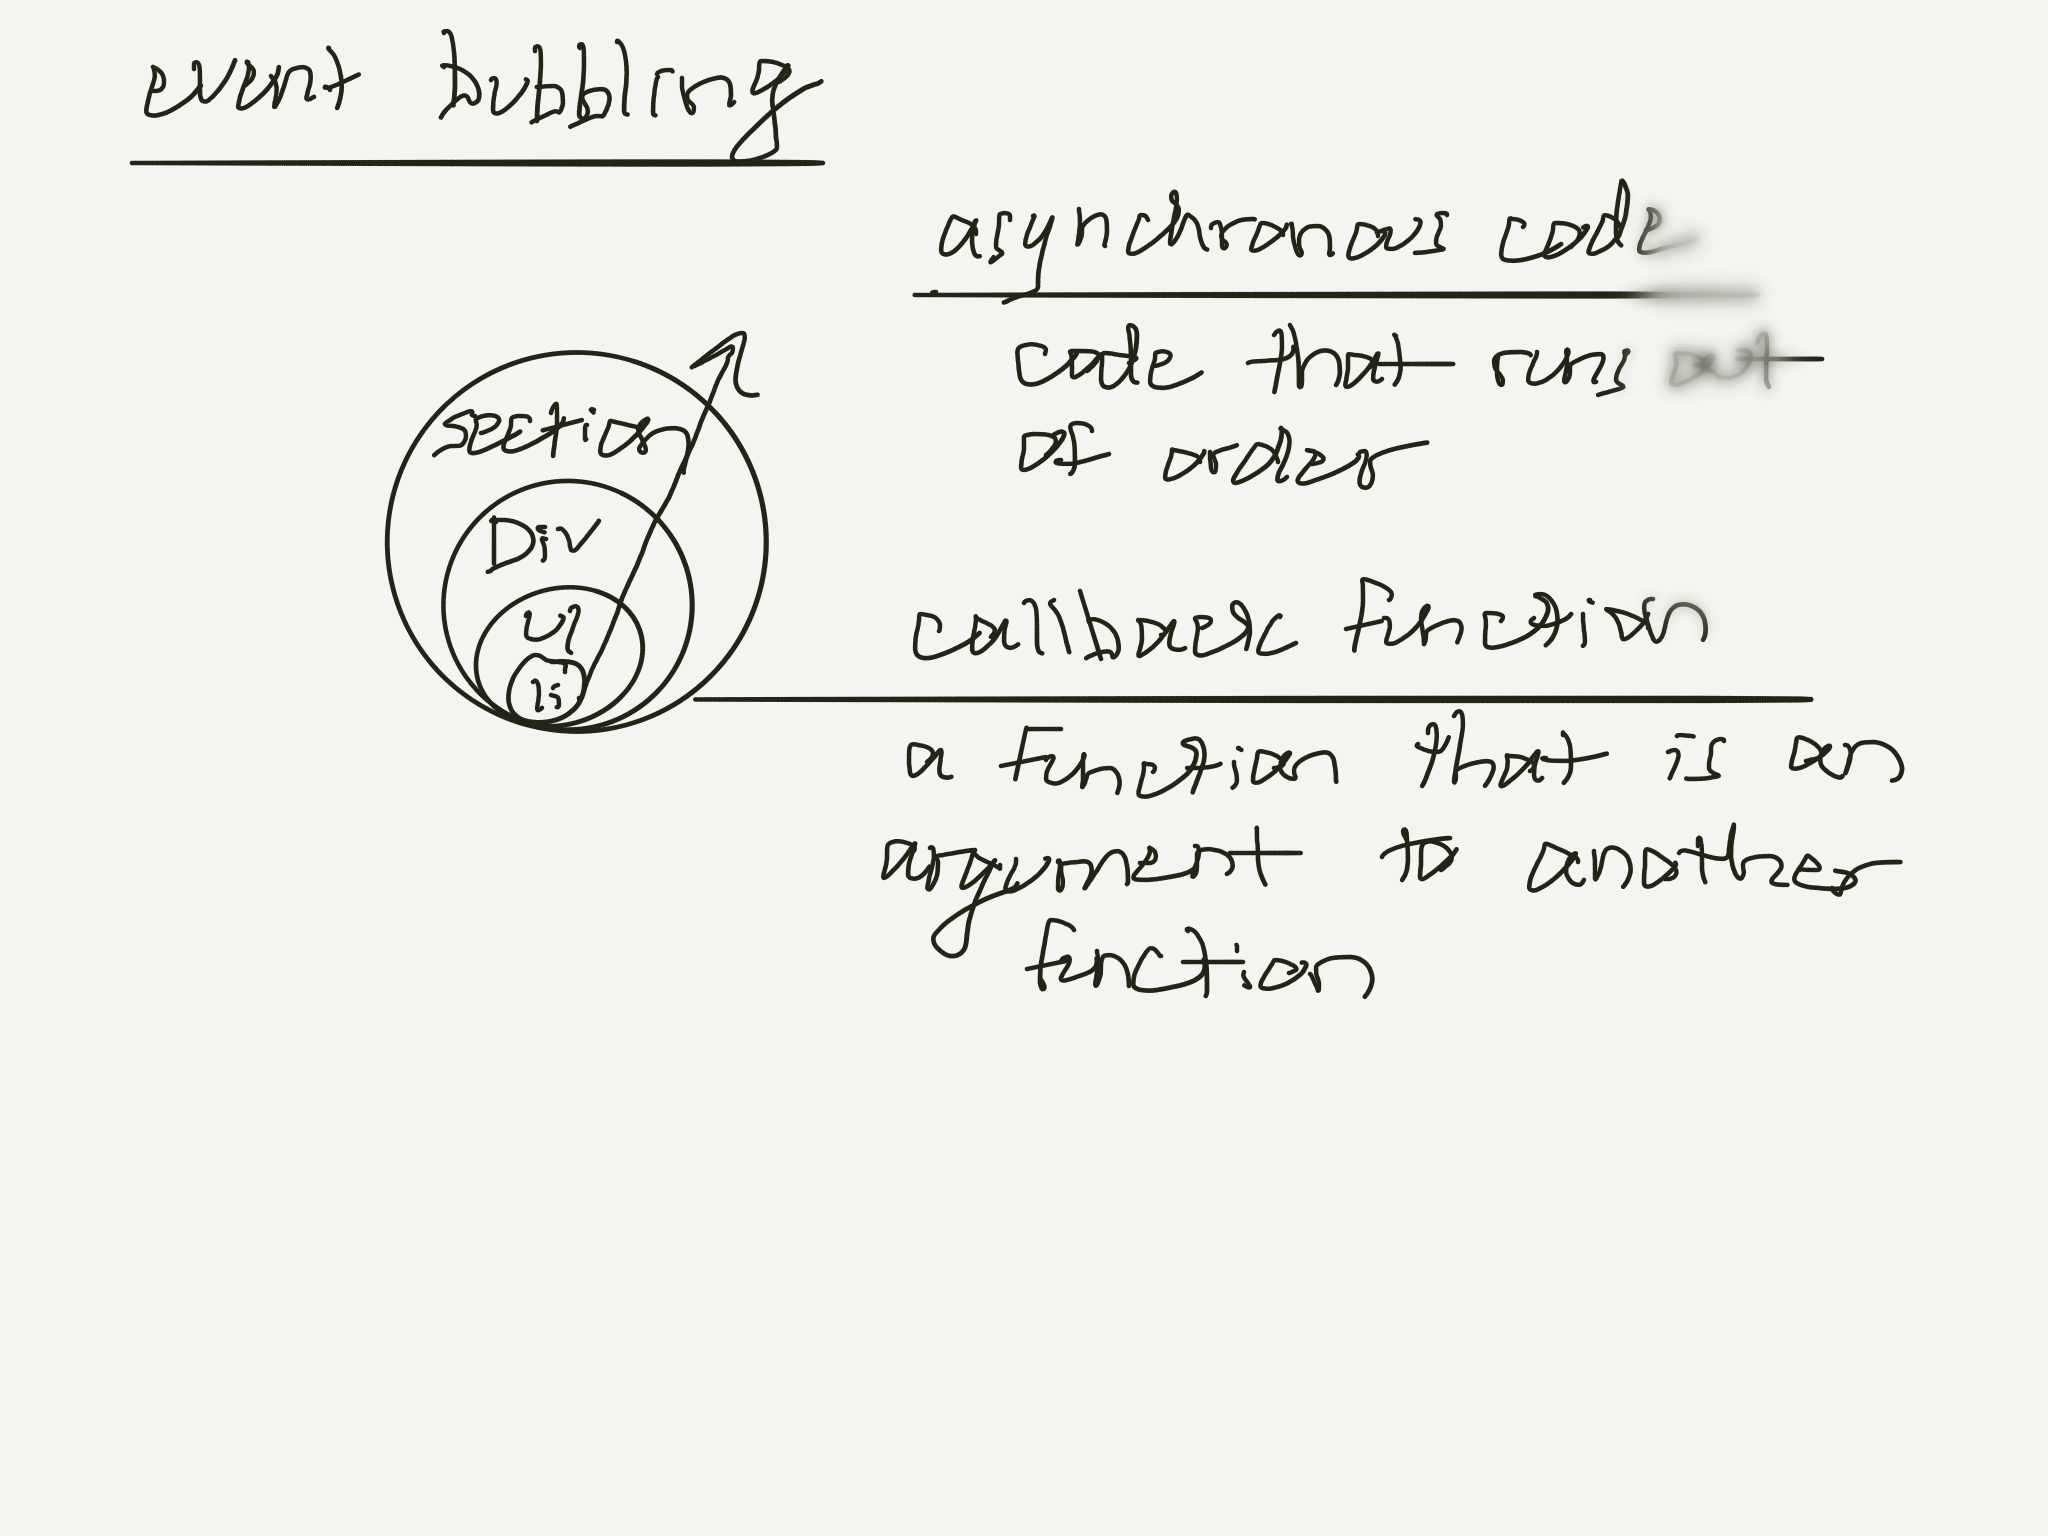 event bubbling
asynchronous code
code that runs out
of order
section
Div
ul
li
callback function
a function that is an
argument to another
function